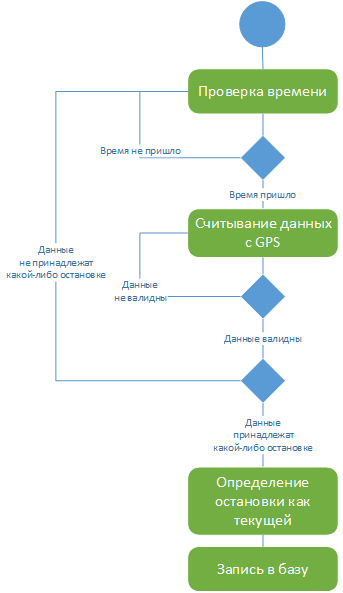 Проверка времени
Время не пришло
Время пришло
Считывание данных
с GPS
Данные
не принадлежат
какой-либо остановке
Данные
не валидны
Данные валидны
Данные
принадлежат
какой-либо остановке
Определение
остановки как
текущей
Запись в базу